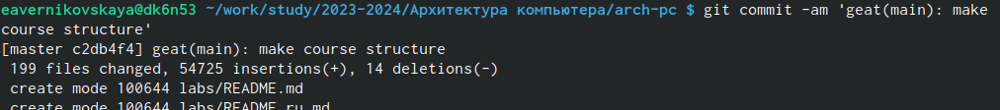 eavernikovskaya@dk6n53 ~/work/study/2023-2024/Архитектура компьютера/arch-pc $ git commit -am 'geat(main): make
course structure'
[master c2db4f4] geat(main): make course structure
 199 files changed, 54725 insertions(+), 14 deletions(-)
 create mode 100644 labs/README.md
 create mode 100644 labs/README.ru.md